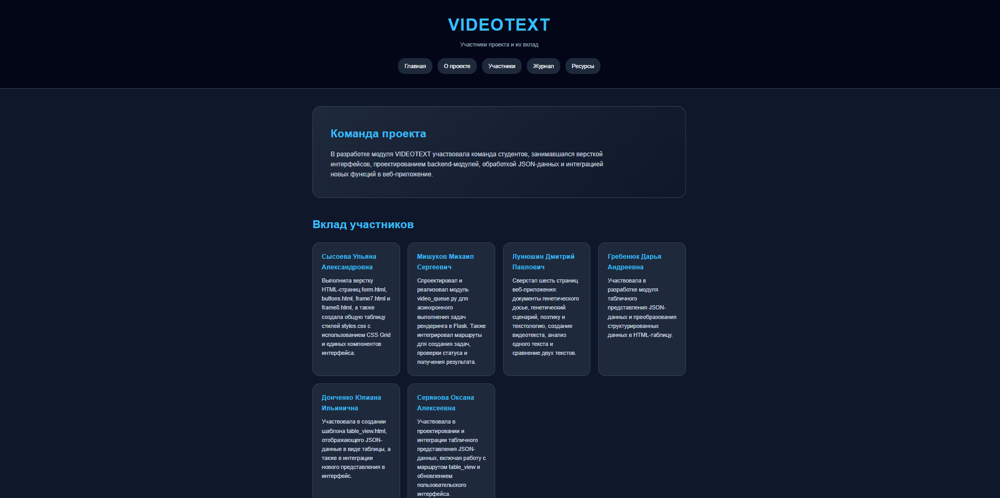 VIDEOTEXT
Участники проекта и их вклад
Главная О проекте Участники Журнал Ресурсы
Команда проекта
В разработке модуля VIDEOTEXT участвовала команда студентов, занимавшаяся версткой
интерфейсов, проектированием backend-модулей, обработкой JSON-данных и интеграцией
новых функций в веб-приложение.
Вклад участников
Сысоева Ульяна
Александровна
Выполнила верстку
HTML-страниц form.html,
buttons.html, frame7.html и
frame8.html, а также
создала общую таблицу
стилей styles.css с
использованием CSS Grid
и единых компонентов
интерфейса.
Мишуков Михаил
Сергеевич
Спроектировал и
реализовал модуль
video_queue.py для
асинхронного
выполнения задач
рендеринга в Flask. Также
интегрировал маршруты
для создания задач,
проверки статуса и
получения результата.
Лунюшин Дмитрий
Павлович
Сверстал шесть страниц
веб-приложения:
документы генетического
досье, генетический
сценарий, поэтику и
текстологию, создание
видеотекста, анализ
одного текста и
сравнение двух текстов.
Гребенюк Дарья
Андреевна
Участвовала в
разработке модуля
табличного
представления JSON-
данных и преобразования
структурированных
данных в HTML-таблицу.
Донченко Юлиана
Ильинична
Участвовала в создании
шаблона table_view.html,
отображающего JSON-
данные в виде таблицы, а
также в интеграции
нового представления в
интерфейс.
Серянова Оксана
Алексеевна
Участвовала в
проектировании и
интеграции табличного
представления JSON-
данных, включая работу с
маршрутом table_view и
обновлением
пользовательского
интерфейса.